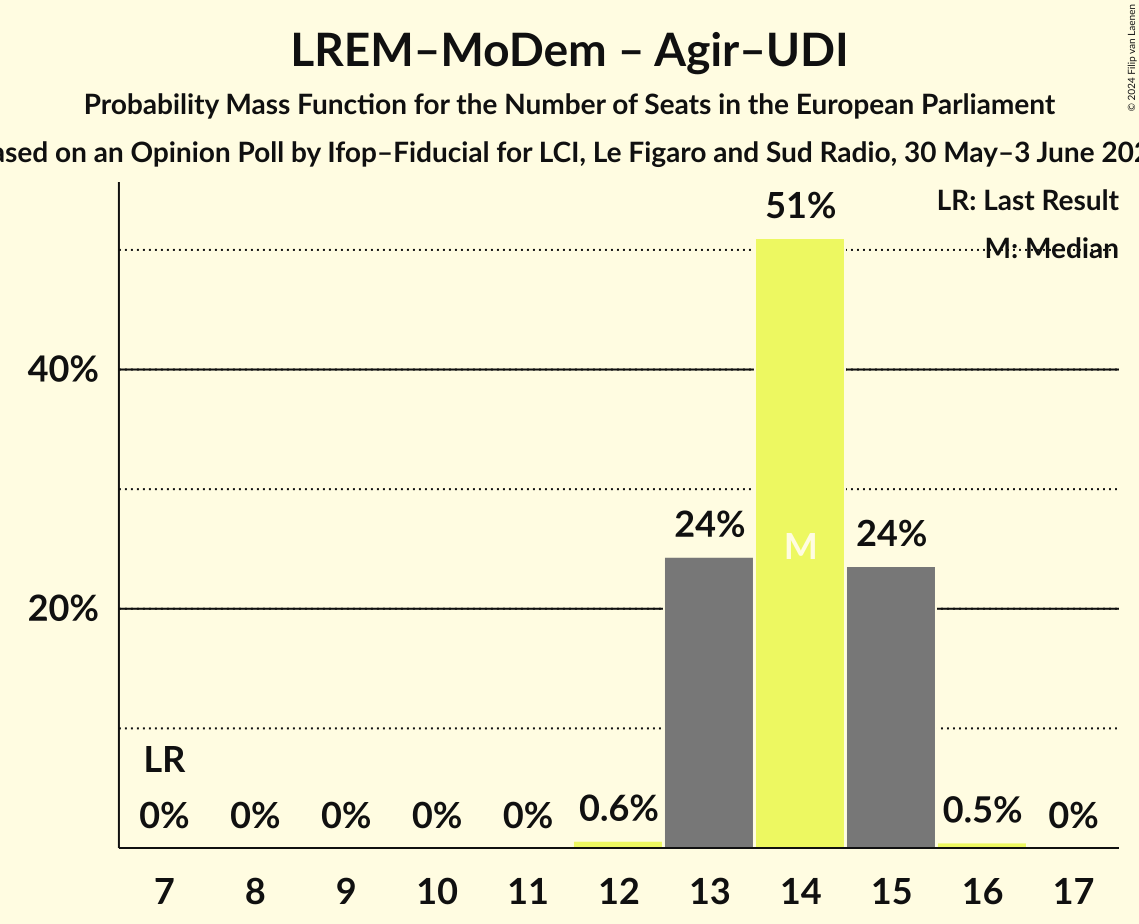 LREM–MoDem – Agir–UDI
© 2024 Filip van Laenen
Probability Mass Function for the Number of Seats in the European Parliament
on an Opinion Poll by Ifop–Fiducial for LCI, Le Figaro and Sud Radio, 30 May–3 June
LR: Last Result
M: Median
51%
40%
24%
M
24%
20%
LR
0%
0%
0%
0%
0%
0.6%
0.5%
0%
7 8 9 10 11 12 13 14 15 16 17